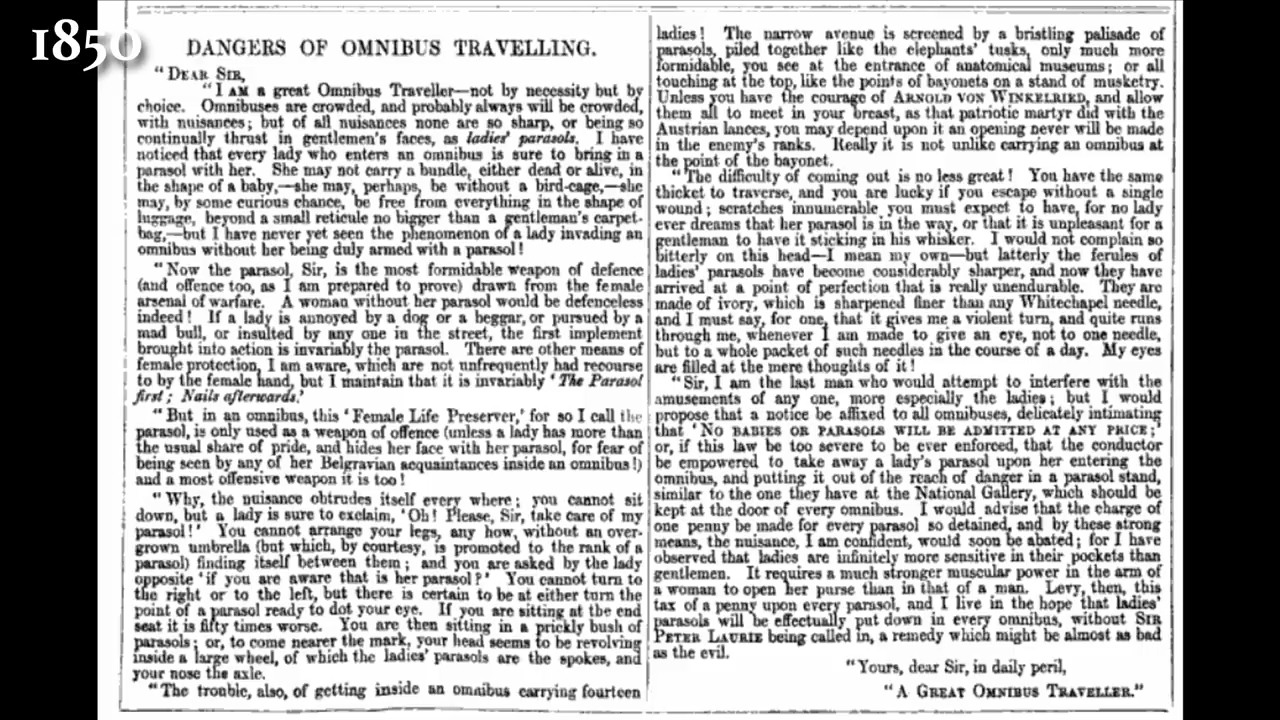 1850
DANGERS OF OMNIBUS TRAVELLING.
"DEAR SIR,
"I AM a great Omnibus Traveller—not by necessity but by
choice. Omnibuses are crowded, and probably always will be crowded,
with nuisances; but of all nuisances none are so sharp, or being so
continually thrust in gentlemen's faces, as ladies' parasols. I have
noticed that every lady who enters an omnibus is sure to bring in a
parasol with her. She may not carry a bundle, either dead or alive, in
the shape of a baby,—she may, perhaps, be without a bird-cage,—she
may, by some curious chance, be free from everything in the shape of
luggage, beyond a small reticule no bigger than a gentleman's carpet-
bag,—but I have never yet seen the phenomenon of a lady invading an
omnibus without her being duly armed with a parasol!
"Now the parasol, Sir, is the most formidable weapon of defence
(and offence too, as I am prepared to prove) drawn from the female
arsenal of warfare. A woman without her parasol would be defenceless
indeed! If a lady is annoyed by a dog or a beggar, or pursued by a
mad bull, or insulted by any one in the street, the first implement
brought into action is invariably the parasol. There are other means of
female protection, I am aware, which are not unfrequently had recourse
to by the female hand, but I maintain that it is invariably 'The Parasol
first; Nails afterwards.'
"But in an omnibus, this 'Female Life Preserver,' for so I call the
parasol, is only used as a weapon of offence (unless a lady has more than
the usual share of pride, and hides her face with her parasol, for fear of
being seen by any of her Belgravian acquaintances inside an omnibus!)
and a most offensive weapon it is too!
"Why, the nuisance obtrudes itself every where; you cannot sit
down, but a lady is sure to exclaim, 'Oh! Please, Sir, take care of my
parasol!' You cannot arrange your legs, any how, without an over-
grown umbrella (but which, by courtesy, is promoted to the rank of a
parasol) finding itself between them; and you are asked by the lady
opposite 'if you are aware that is her parasol?' You cannot turn to
the right or to the left, but there is certain to be at either turn the
point of a parasol ready to dot your eye. If you are sitting at the end
seat it is fifty times worse. You are then sitting in a prickly bush of
parasols; or, to come nearer the mark, your head seems to be revolving
inside a large wheel, of which the ladies' parasols are the spokes, and
your nose the axle.
"The trouble, also, of getting inside an omnibus carrying fourteen
ladies! The narrow avenue is screened by a bristling palisade of
parasols, piled together like the elephants' tusks, only much more
formidable, you see at the entrance of anatomical museums; or all
touching at the top, like the points of bayonets on a stand of musketry.
Unless you have the courage of ARNOLD VON WINKELRIED, and allow
them all to meet in your breast, as that patriotic martyr did with the
Austrian lances, you may depend upon it an opening never will be made
in the enemy's ranks. Really it is not unlike carrying an omnibus at
the point of the bayonet.
"The difficulty of coming out is no less great! You have the same
thicket to traverse, and you are lucky if you escape without a single
wound; scratches innumerable you must expect to have, for no lady
ever dreams that her parasol is in the way, or that it is unpleasant for a
gentleman to have it sticking in his whisker. I would not complain so
bitterly on this head—I mean my own—but latterly the ferules of
ladies' parasols have become considerably sharper, and now they have
arrived at a point of perfection that is really unendurable. They are
made of ivory, which is sharpened finer than any Whitechapel needle,
and I must say, for one, that it gives me a violent turn, and quite runs
through me, whenever I am made to give an eye, not to one needle,
but to a whole packet of such needles in the course of a day. My eyes
are filled at the mere thoughts of it!
"Sir, I am the last man who would attempt to interfere with the
amusements of any one, more especially the ladies; but I would
propose that a notice be affixed to all omnibuses, delicately intimating
that 'NO BABIES OR PARASOLS WILL BE ADMITTED AT ANY PRICE;'
or, if this law be too severe to be ever enforced, that the conductor
be empowered to take away a lady's parasol upon her entering the
omnibus, and putting it out of the reach of danger in a parasol stand,
similar to the one they have at the National Gallery, which should be
kept at the door of every omnibus. I would advise that the charge of
one penny be made for every parasol so detained, and by these strong
means, the nuisance, I am confident, would soon be abated; for I have
observed that ladies are infinitely more sensitive in their pockets than
gentlemen. It requires a much stronger muscular power in the arm of
a woman to open her purse than in that of a man. Levy, then, this
tax of a penny upon every parasol, and I live in the hope that ladies'
parasols will be effectually put down in every omnibus, without SIR
PETER LAURIE being called in, a remedy which might be almost as bad
as the evil.
"Yours, dear Sir, in daily peril,
"A GREAT OMNIBUS TRAVELLER."